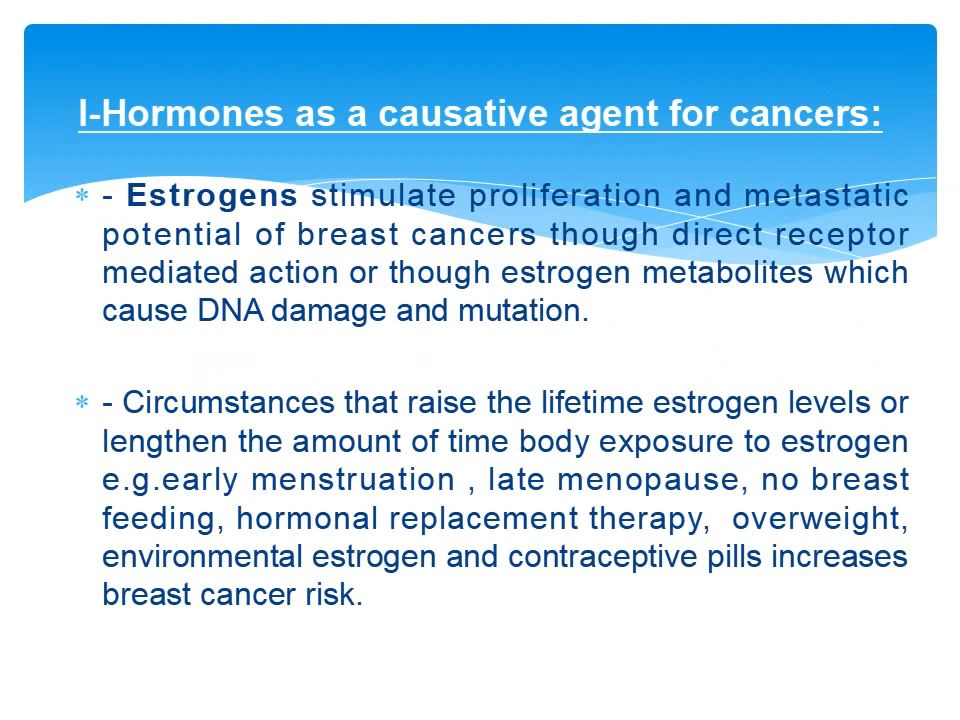 I-Hormones as a causative agent for cancers:
- Estrogens stimulate proliferation and metastatic
potential of breast cancers though direct receptor
mediated action or though estrogen metabolites which
cause DNA damage and mutation.
- Circumstances that raise the lifetime estrogen levels or
lengthen the amount of time body exposure to estrogen
e.g.early menstruation , late menopause, no breast
feeding, hormonal replacement therapy,  overweight,
environmental estrogen and contraceptive pills increases
breast cancer risk.